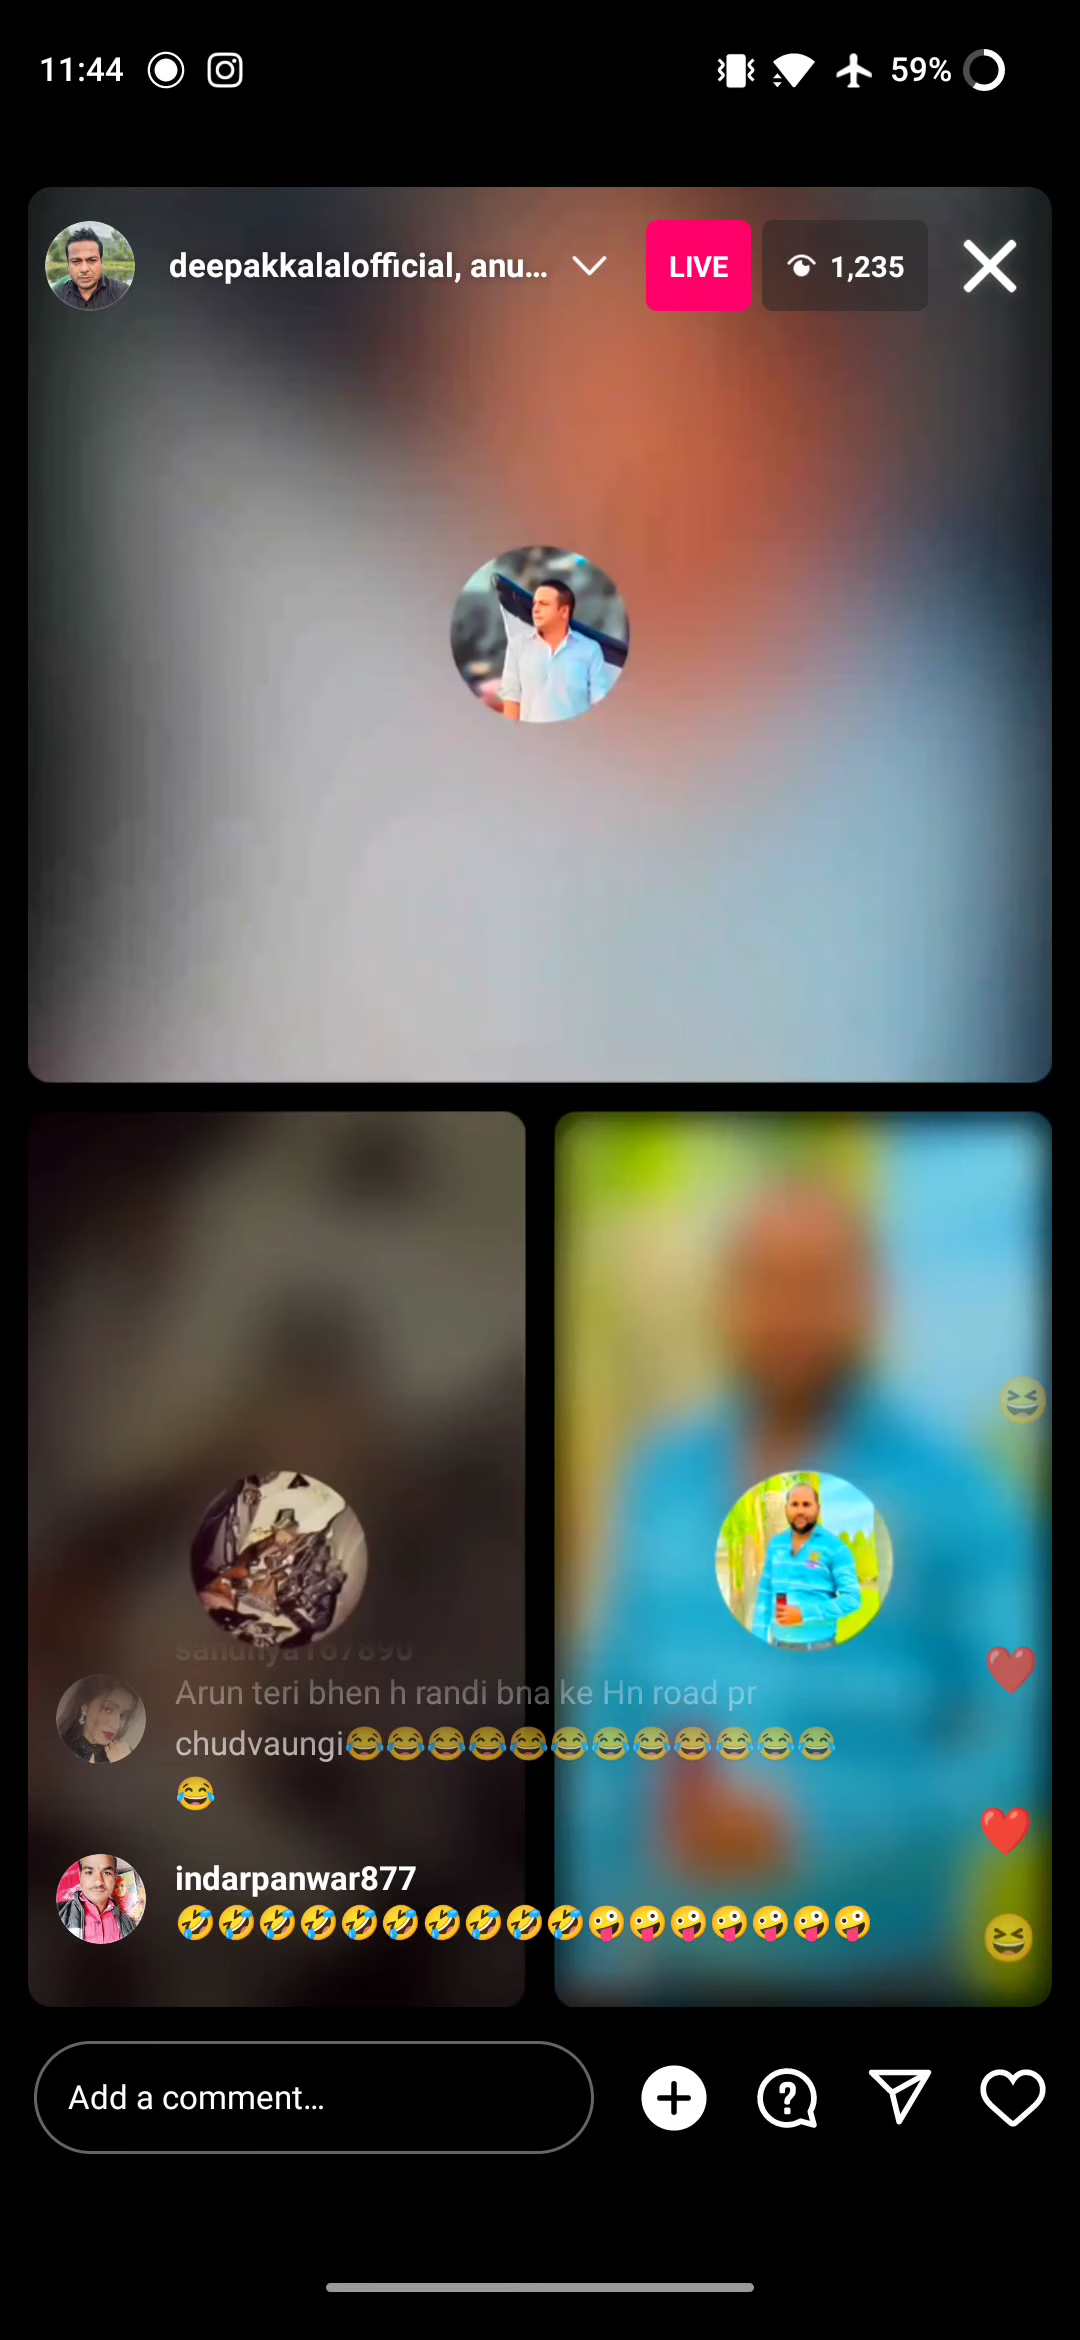 11:44
59%
deepakkalalofficial, anu...
LIVE
1,235
sandhya167890
Arun teri bhen h randi bna ke Hn road pr
chudvaungi😂😂😂😂😂😂😂😂😂😂😂😂
😂
indarpanwar877
🤣🤣🤣🤣🤣🤣🤣🤣🤣🤣🤪🤪🤪🤪🤪🤪🤪
Add a comment...